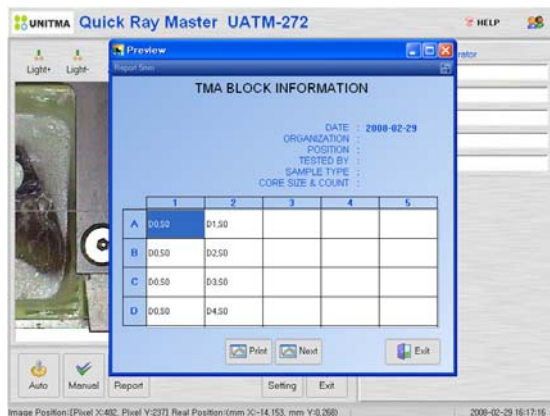 UNITMA Quick Ray Master UATM-272
HELP
Light+ Light-
Preview
TMA BLOCK INFORMATION
DATE : 2008-02-29
ORGANIZATION :
POSITION :
TESTED BY :
SAMPLE TYPE :
CORE SIZE & COUNT :
1 2 3 4 5
A D0,S0 D1,S0
B D0,S0 D2,S0
C D0,S0 D3,S0
D D0,S0 D4,S0
Print Next Exit
Auto Manual Report Setting Exit
Image Position:[Pixel X:482, Pixel Y:237] Real Position:(mm X:-14,153, mm Y:0,268) 2008-02-29 16:17:16